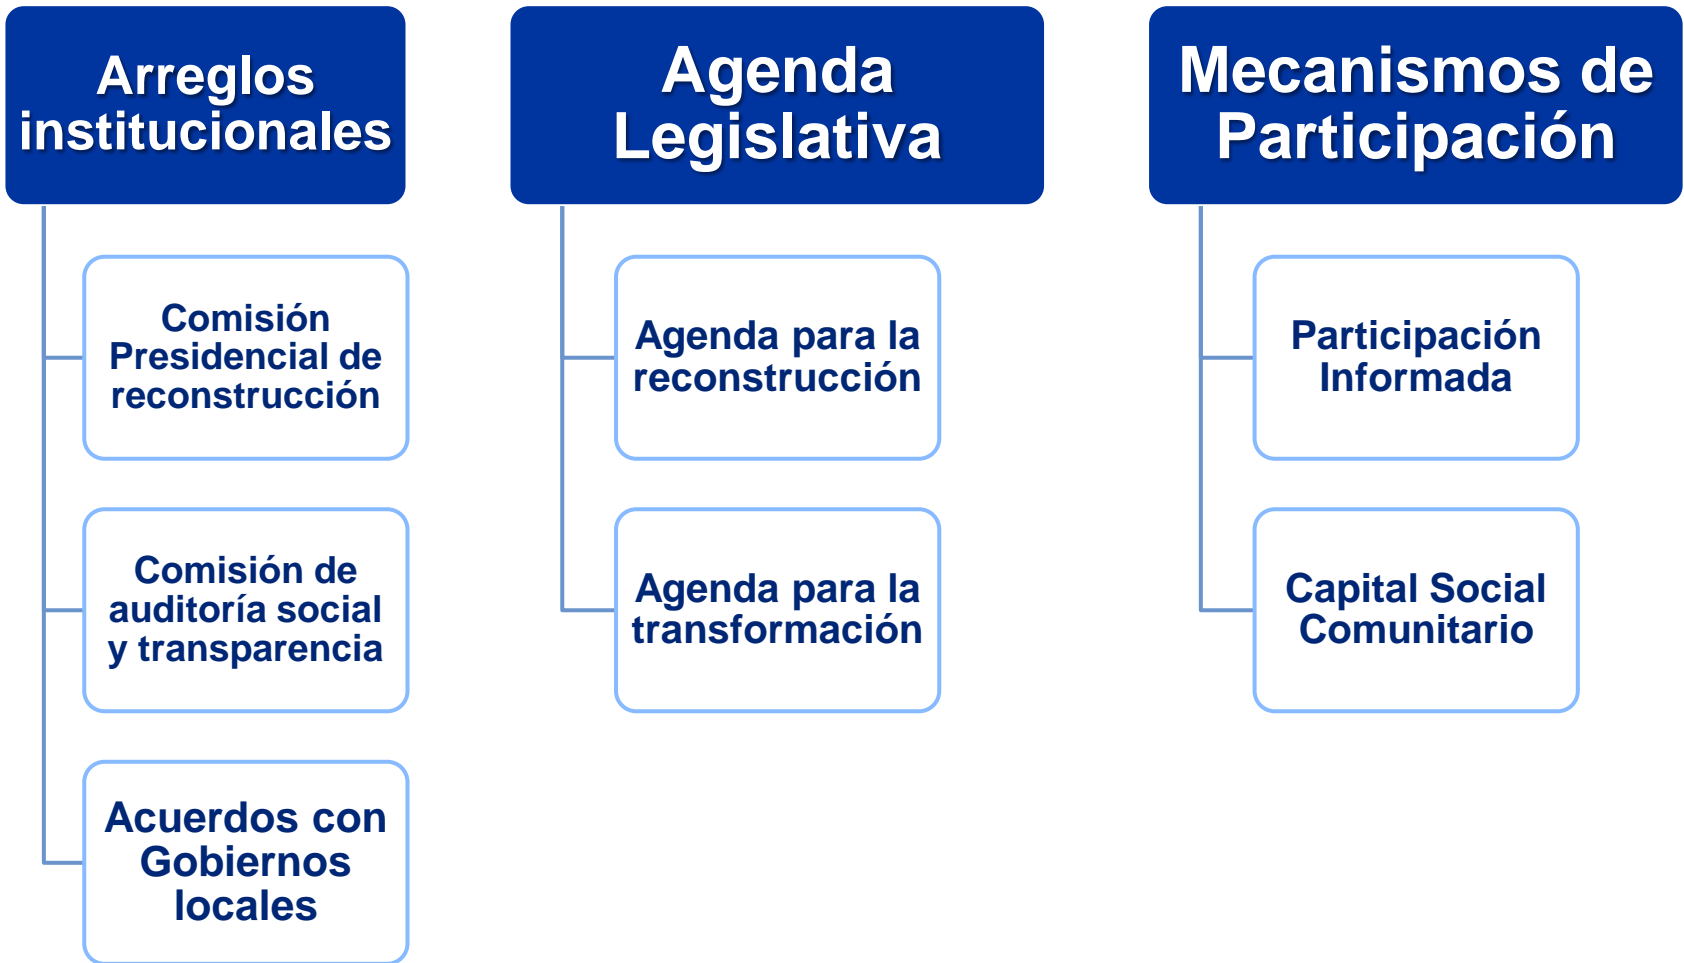 Arreglos
institucionales
Comisión
Presidencial de
reconstrucción
Comisión de
auditoría social
y transparencia
Acuerdos con
Gobiernos
locales
Agenda
Legislativa
Agenda para la
reconstrucción
Agenda para la
transformación
Mecanismos de
Participación
Participación
Informada
Capital Social
Comunitario